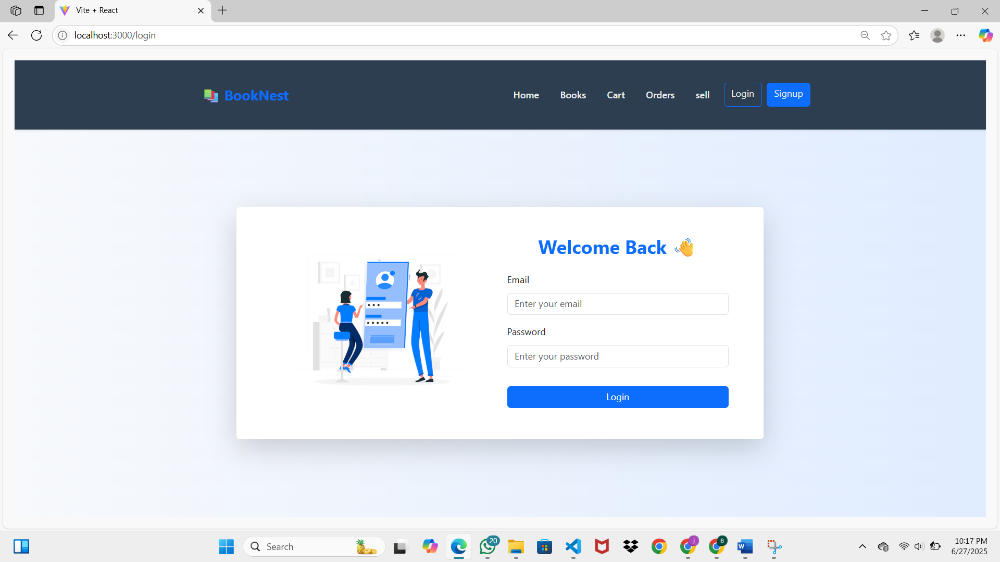 Vite + React
localhost:3000/login
BookNest
Home Books Cart Orders sell Login Signup
Welcome Back
Email
Enter your email
Password
Enter your password
Login
Search
20
j
B
W
10:17 PM
6/27/2025